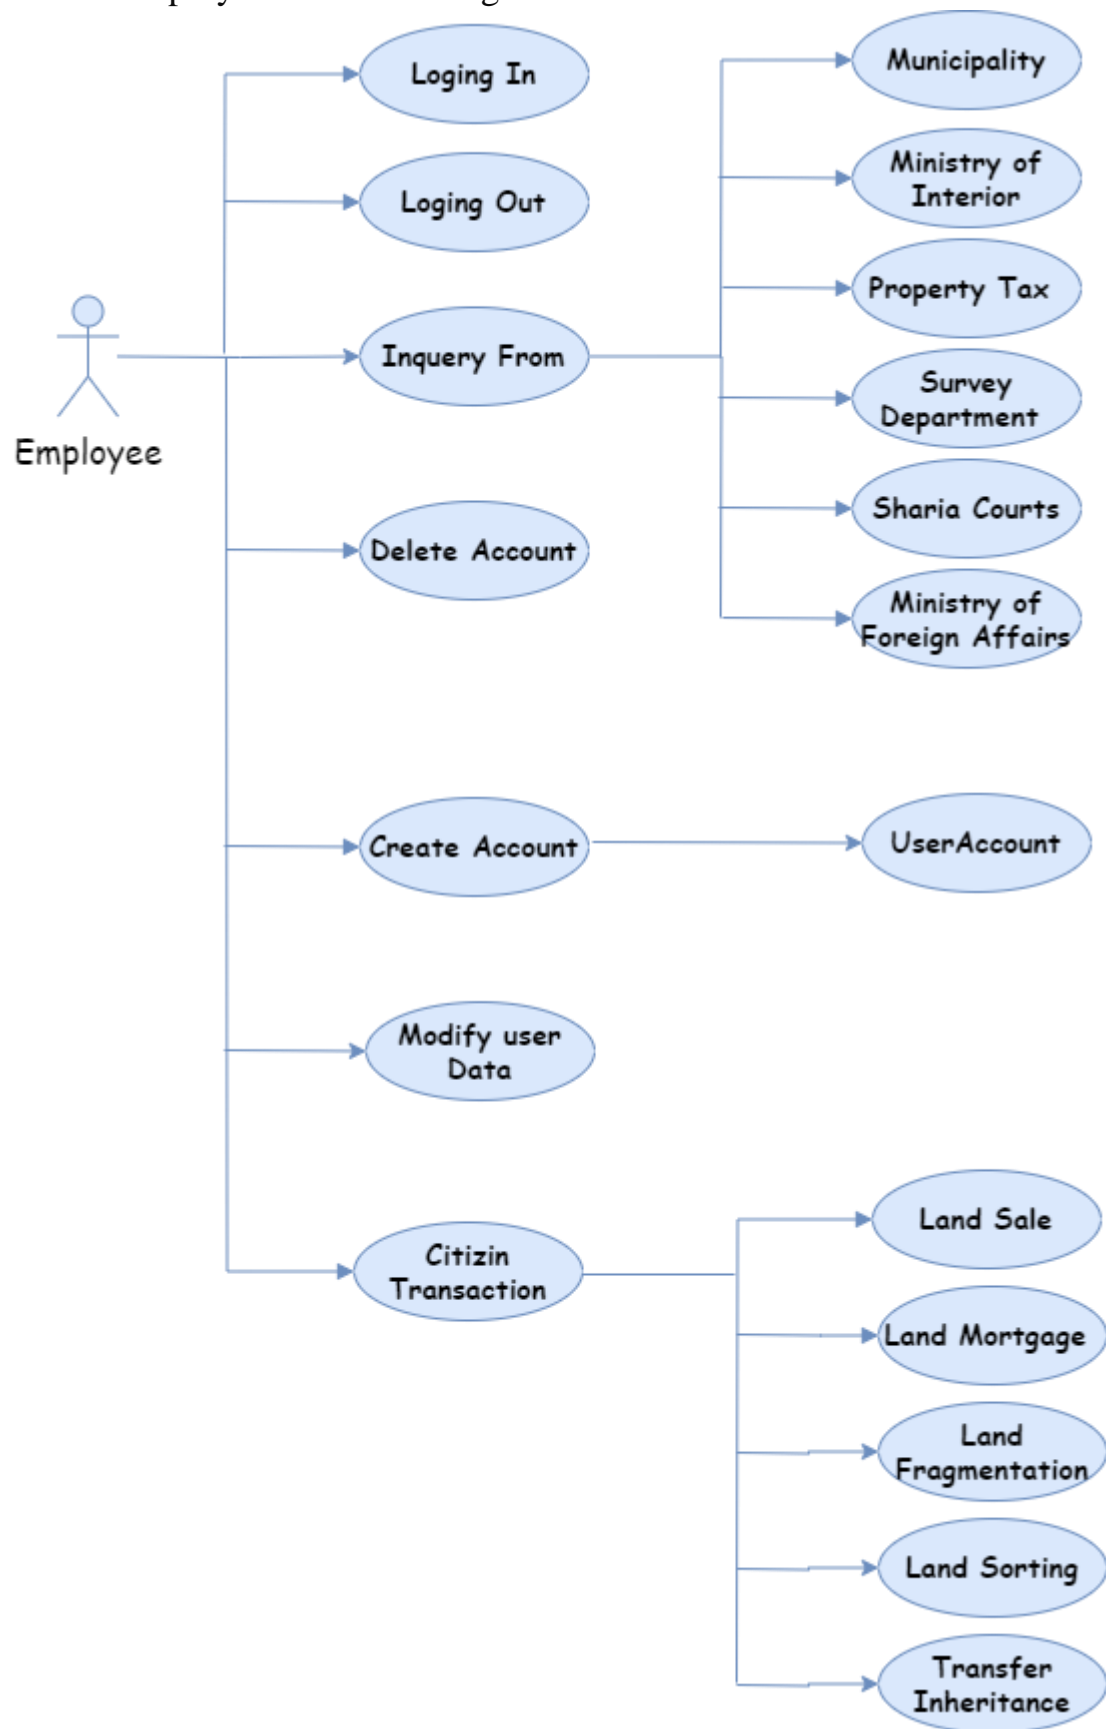 Loging In
Loging Out
Employee
Inquery From
Municipality
Ministry of
Interior
Property Tax
Survey
Department
Sharia Courts
Ministry of
Foreign Affairs
Delete Account
Create Account
UserAccount
Modify user
Data
Citizin
Transaction
Land Sale
Land Mortgage
Land
Fragmentation
Land Sorting
Transfer
Inheritance